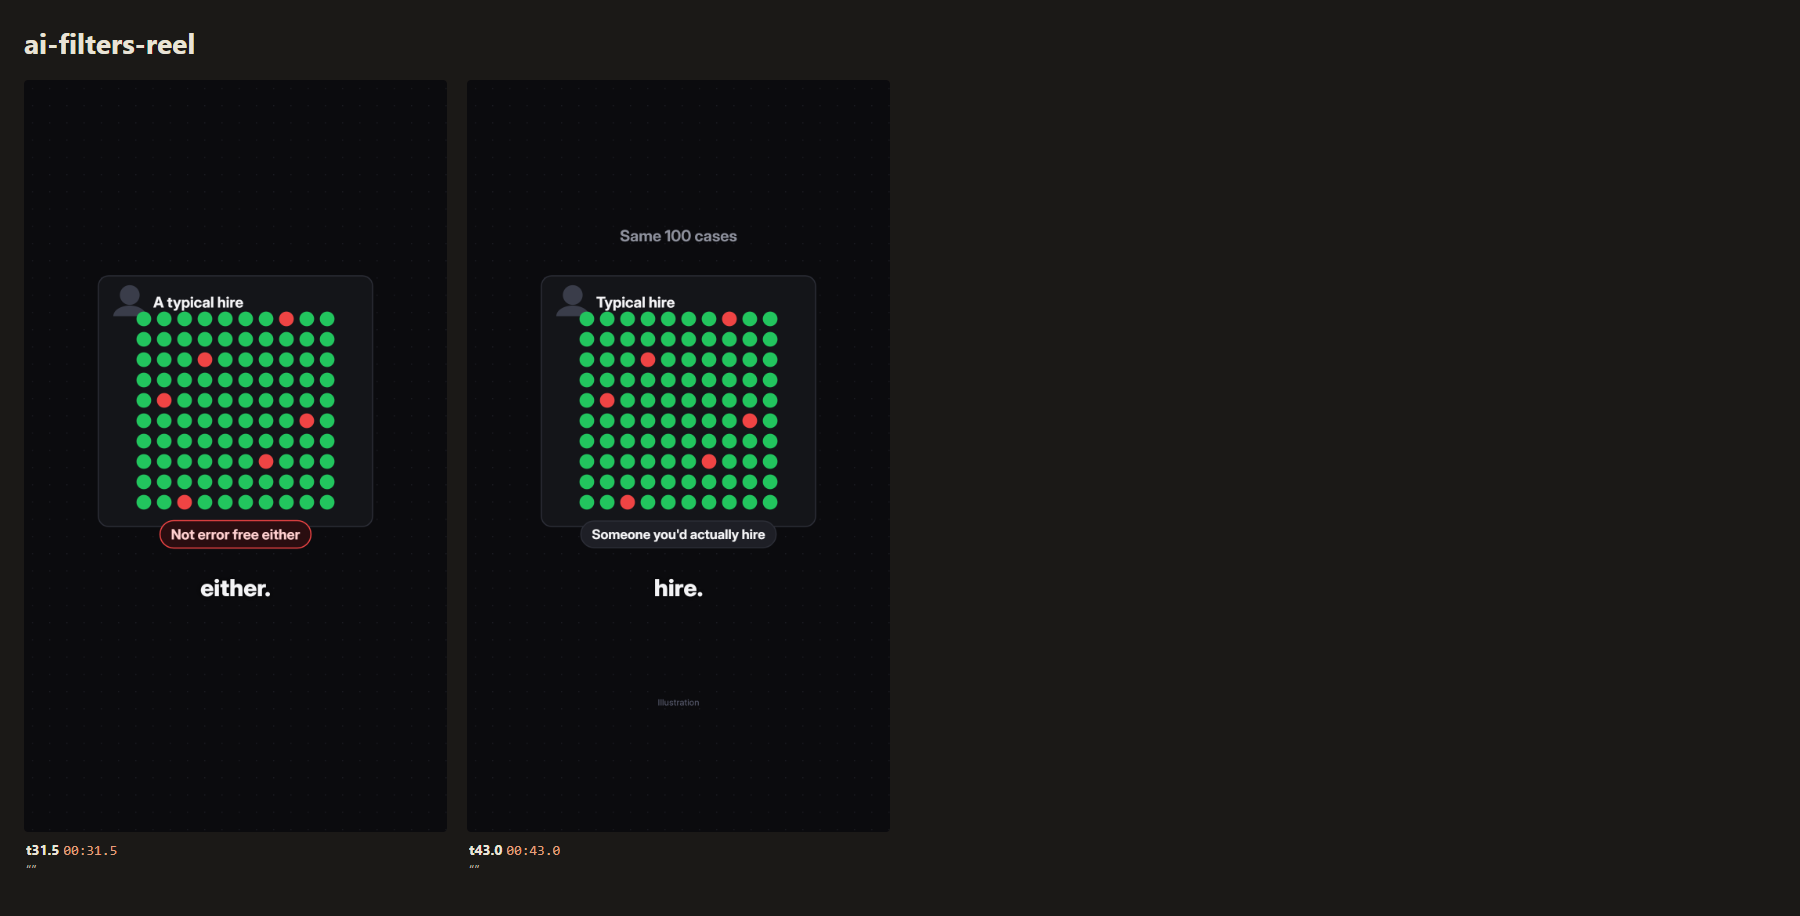 ai-filters-reel
A typical hire
Not error free either
either.
t31.5 00:31.5
“”
Same 100 cases
Typical hire
Someone you'd actually hire
hire.
Illustration
t43.0 00:43.0
“”